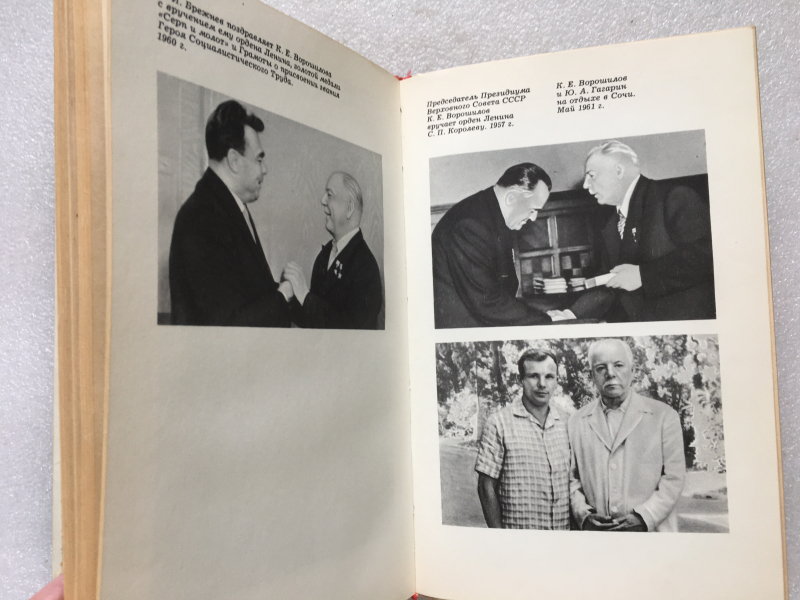 И. Брежнев поздравляет К. Е. Ворошилова
с вручением ему ордена Ленина, золотой медали
«Серп и молот» и Грамоты о присвоении звания
Героя Социалистического Труда.
1960 г.
Председатель Президиума
Верховного Совета СССР
К. Е. Ворошилов
вручает орден Ленина
С. П. Королеву. 1957 г.
К. Е. Ворошилов
и Ю. А. Гагарин
на отдыхе в Сочи.
Май 1961 г.